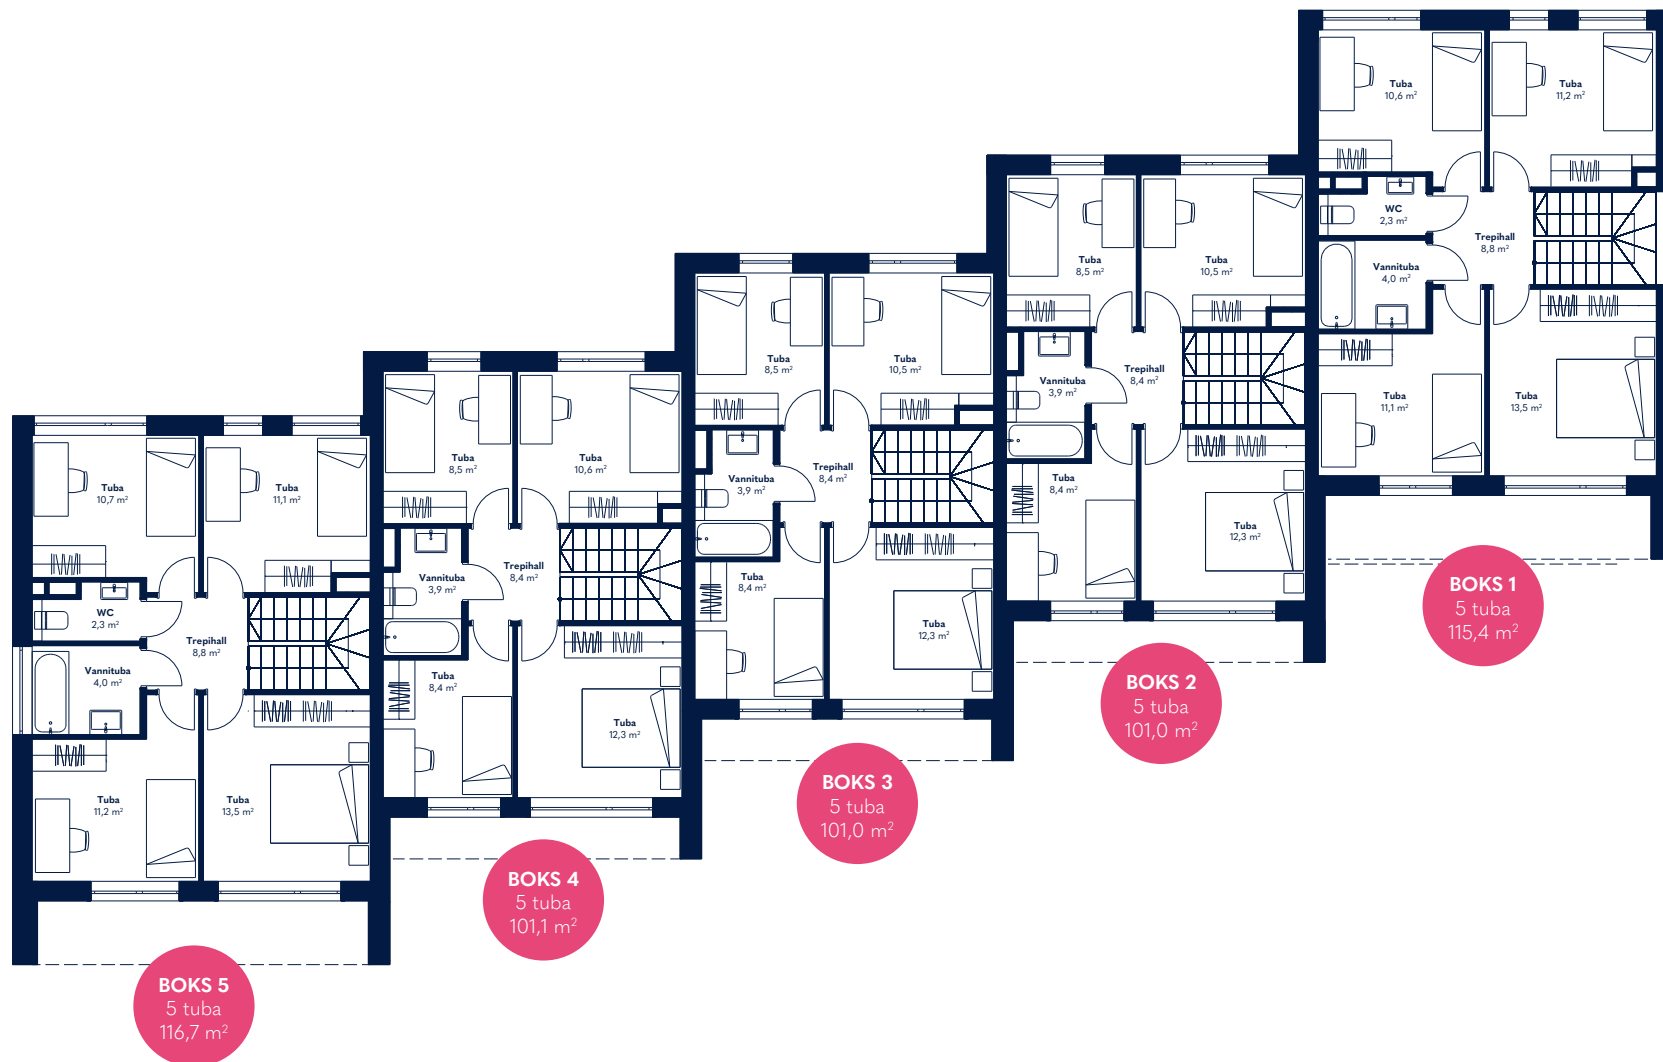 Tuba
10,7 m²
Tuba
11,1 m²
WC
2,3 m²
Trepihall
8,8 m²
Vannituba
4,0 m²
Tuba
11,2 m²
Tuba
13,5 m²
BOKS 5
5 tuba
116,7 m²
Tuba
8,5 m²
Tuba
10,6 m²
Vannituba
3,9 m²
Trepihall
8,4 m²
Tuba
8,4 m²
Tuba
12,3 m²
BOKS 4
5 tuba
101,1 m²
Tuba
8,5 m²
Tuba
10,5 m²
Vannituba
3,9 m²
Trepihall
8,4 m²
Tuba
8,4 m²
Tuba
12,3 m²
BOKS 3
5 tuba
101,0 m²
Tuba
8,5 m²
Tuba
10,5 m²
Vannituba
3,9 m²
Trepihall
8,4 m²
Tuba
8,4 m²
Tuba
12,3 m²
BOKS 2
5 tuba
101,0 m²
Tuba
10,6 m²
Tuba
11,2 m²
WC
2,3 m²
Trepihall
8,8 m²
Vannituba
4,0 m²
Tuba
11,1 m²
Tuba
13,5 m²
BOKS 1
5 tuba
115,4 m²